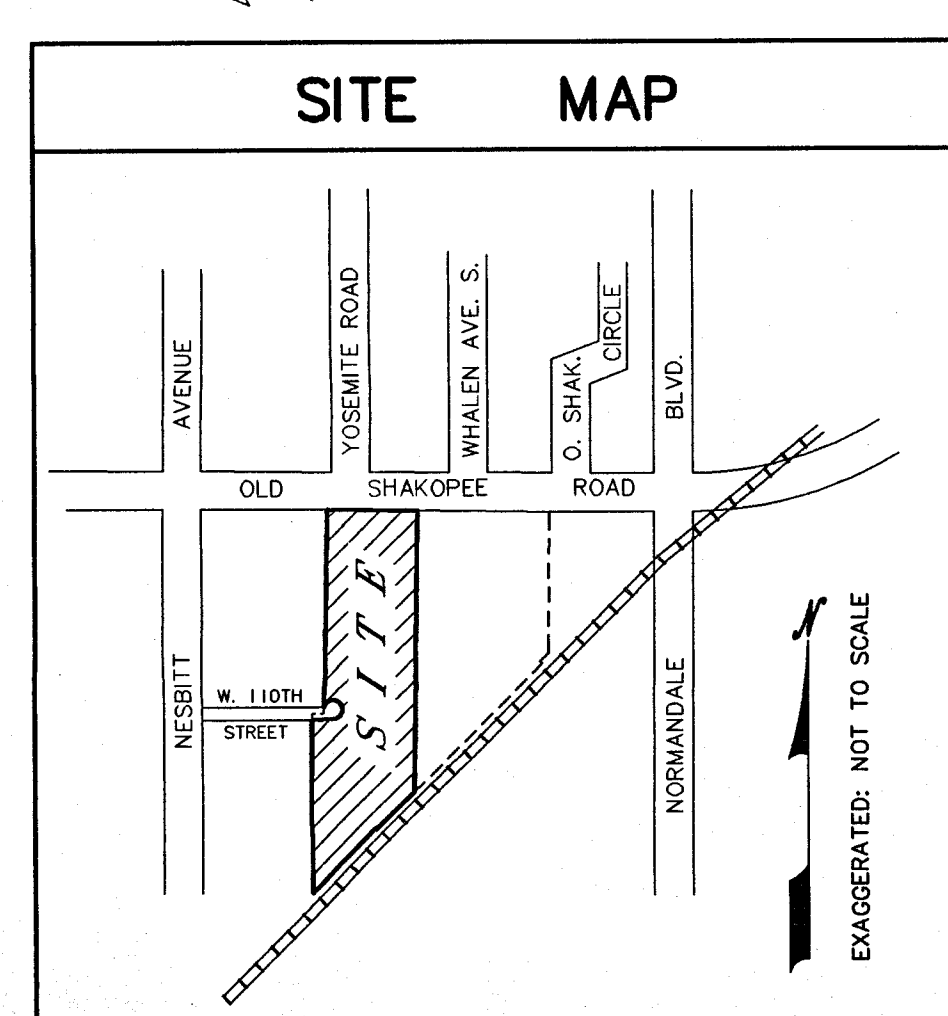 SITE MAP
AVENUE
YOSEMITE ROAD
WHALEN AVE. S.
O. SHAK.
CIRCLE
BLVD.
OLD SHAKOPEE ROAD
SITE
NESBITT
W. 110TH
STREET
NORMANDALE
N
EXAGGERATED: NOT TO SCALE